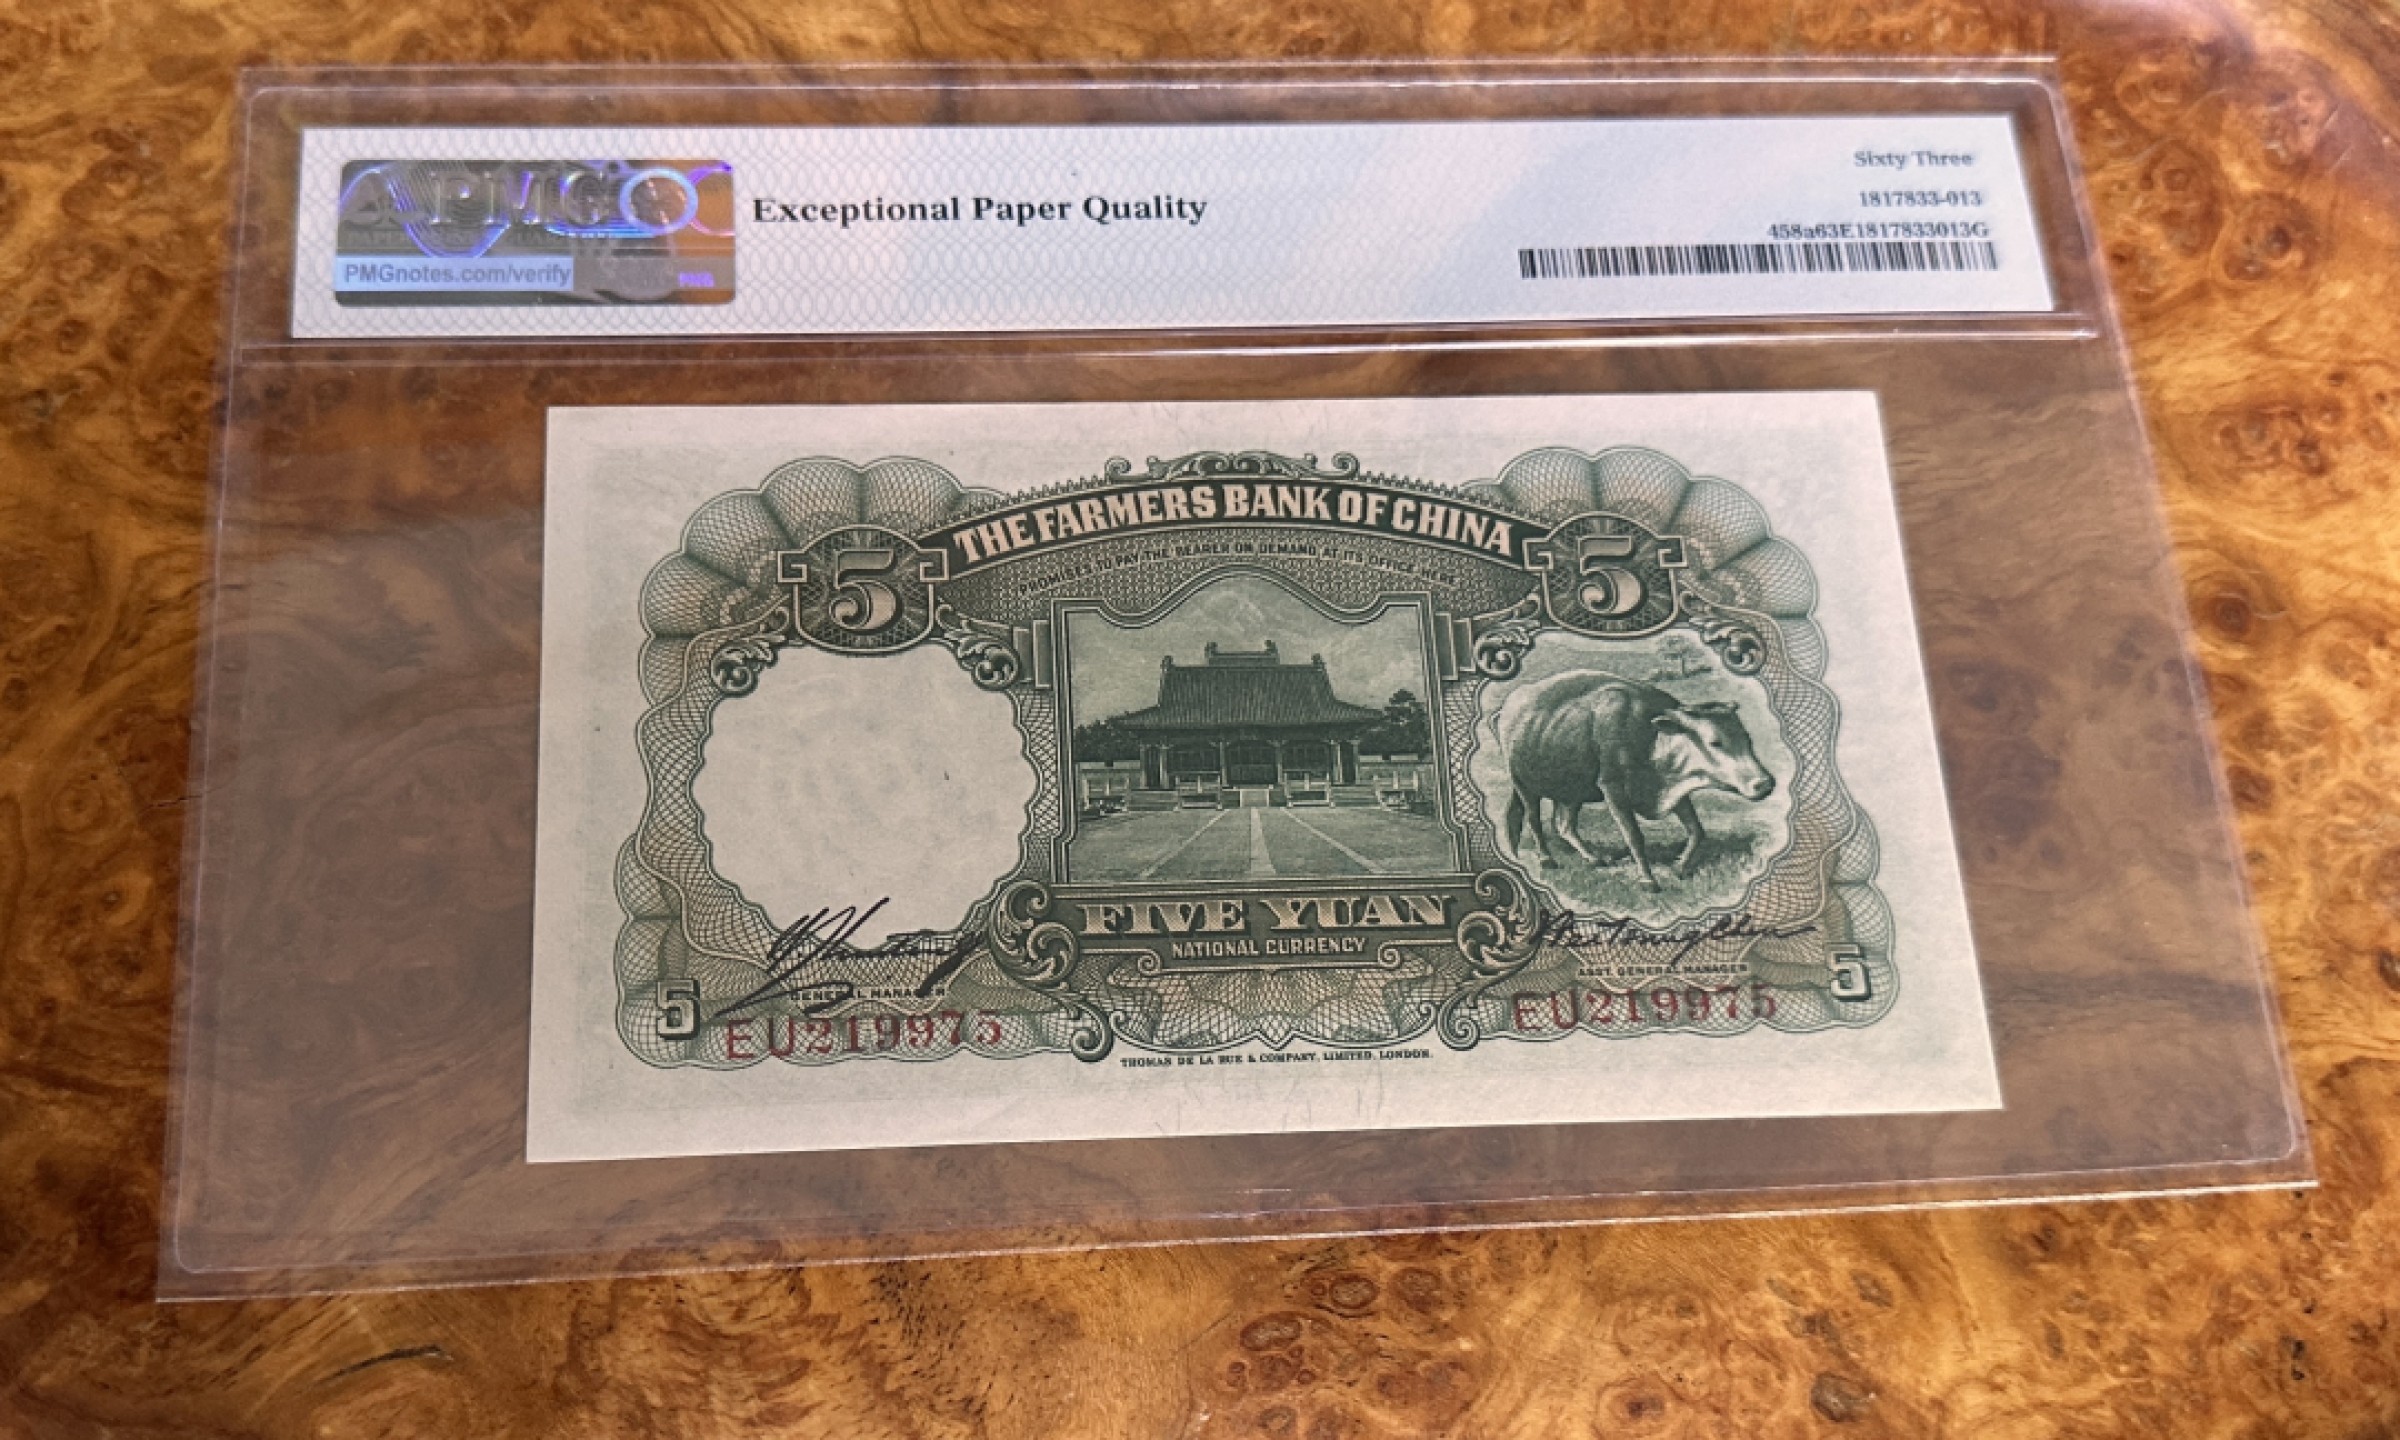 PMG
PMGnotes.com/verify
PMG
Exceptional Paper Quality
Sixty Three
1817833-013
458a63E1817833013G
THE FARMERS BANK OF CHINA
PROMISES TO PAY THE BEARER ON DEMAND AT ITS OFFICE HERE
5
5
FIVE YUAN
NATIONAL CURRENCY
GENERAL MANAGER
ASST. GENERAL MANAGER
5
5
EU219975
EU219975
THOMAS DE LA RUE & COMPANY, LIMITED, LONDON.